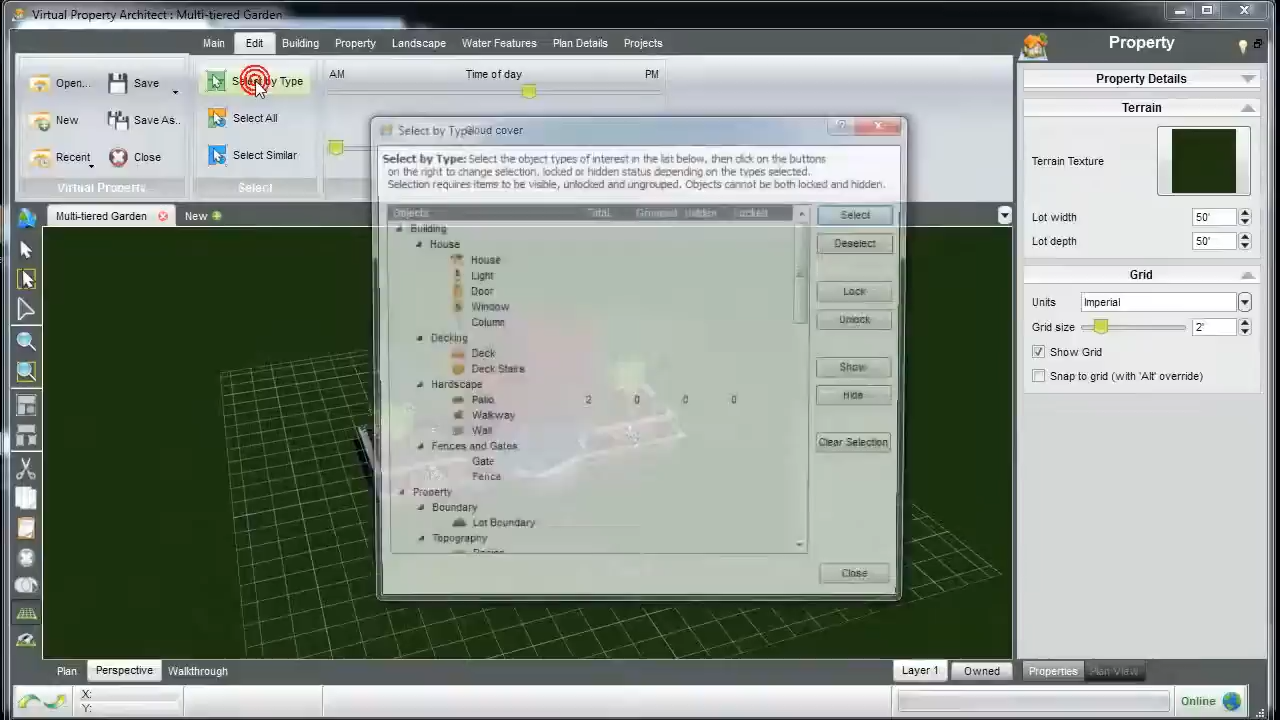 Virtual Property Architect : Multi-tiered Garden
Main Edit Building Property Landscape Water Features Plan Details Projects
Open... Save
New Save As..
Recent Close
Virtual Property
Select by Type
Select All
Select Similar
Select
AM Time of day PM
Cloud cover
Multi-tiered Garden New
Select by Type
Select by Type: Select the object types of interest in the list below, then click on the buttons
on the right to change selection, locked or hidden status depending on the types selected.
Selection requires items to be visible, unlocked and ungrouped. Objects cannot be both locked and hidden.
Objects Total Grouped Hidden Locked
Building
House
House
Light
Door
Window
Column
Decking
Deck
Deck Stairs
Hardscape
Patio 2 0 0 0
Walkway
Wall
Fences and Gates
Gate
Fence
Property
Boundary
Lot Boundary
Topography
Select
Deselect
Lock
Unlock
Show
Hide
Clear Selection
Close
Property
Property Details
Terrain
Terrain Texture
Lot width 50'
Lot depth 50'
Grid
Units Imperial
Grid size 2'
Show Grid
Snap to grid (with 'Alt' override)
Plan Perspective Walkthrough
Layer 1 Owned
Properties Plan View
X:
Y:
Online